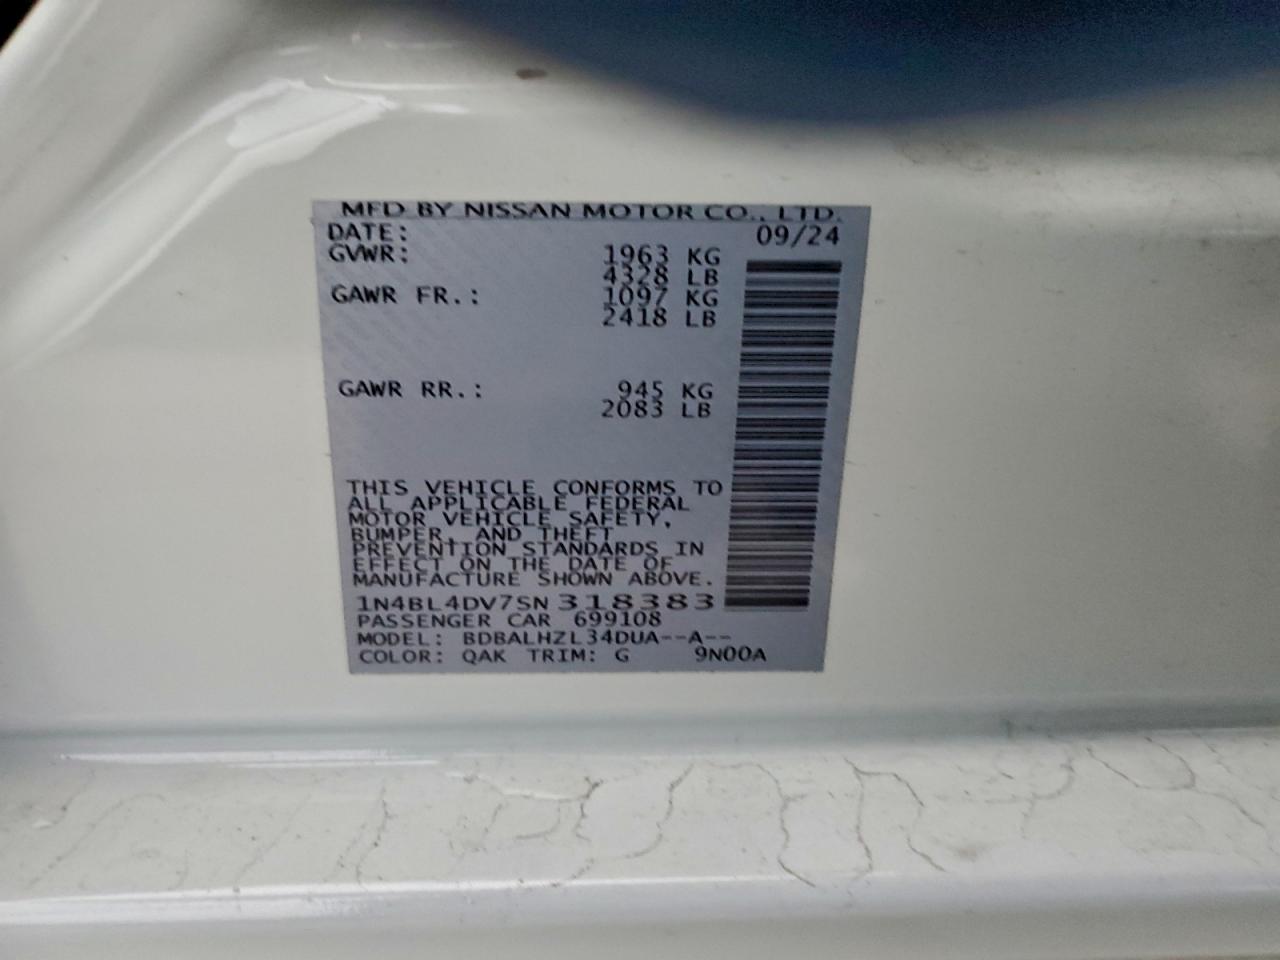 MFD BY NISSAN MOTOR CO., LTD.
DATE: 09/24
GVWR: 1963 KG
4328 LB
GAWR FR.: 1097 KG
2418 LB
GAWR RR.: 945 KG
2083 LB
THIS VEHICLE CONFORMS TO
ALL APPLICABLE FEDERAL
MOTOR VEHICLE SAFETY,
BUMPER, AND THEFT
PREVENTION STANDARDS IN
EFFECT ON THE DATE OF
MANUFACTURE SHOWN ABOVE.
1N4BL4DV7SN318383
PASSENGER CAR 699108
MODEL: BDBALHZL34DUA--A--
COLOR: QAK TRIM: G 9N00A